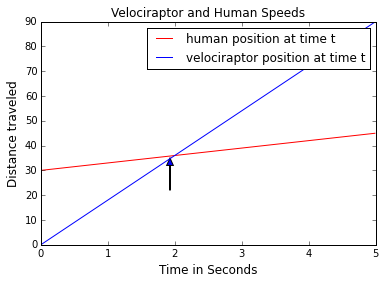 Velociraptor and Human Speeds
human position at time t
velociraptor position at time t
Distance traveled
90
80
70
60
50
40
30
20
10
0
0 1 2 3 4 5
Time in Seconds